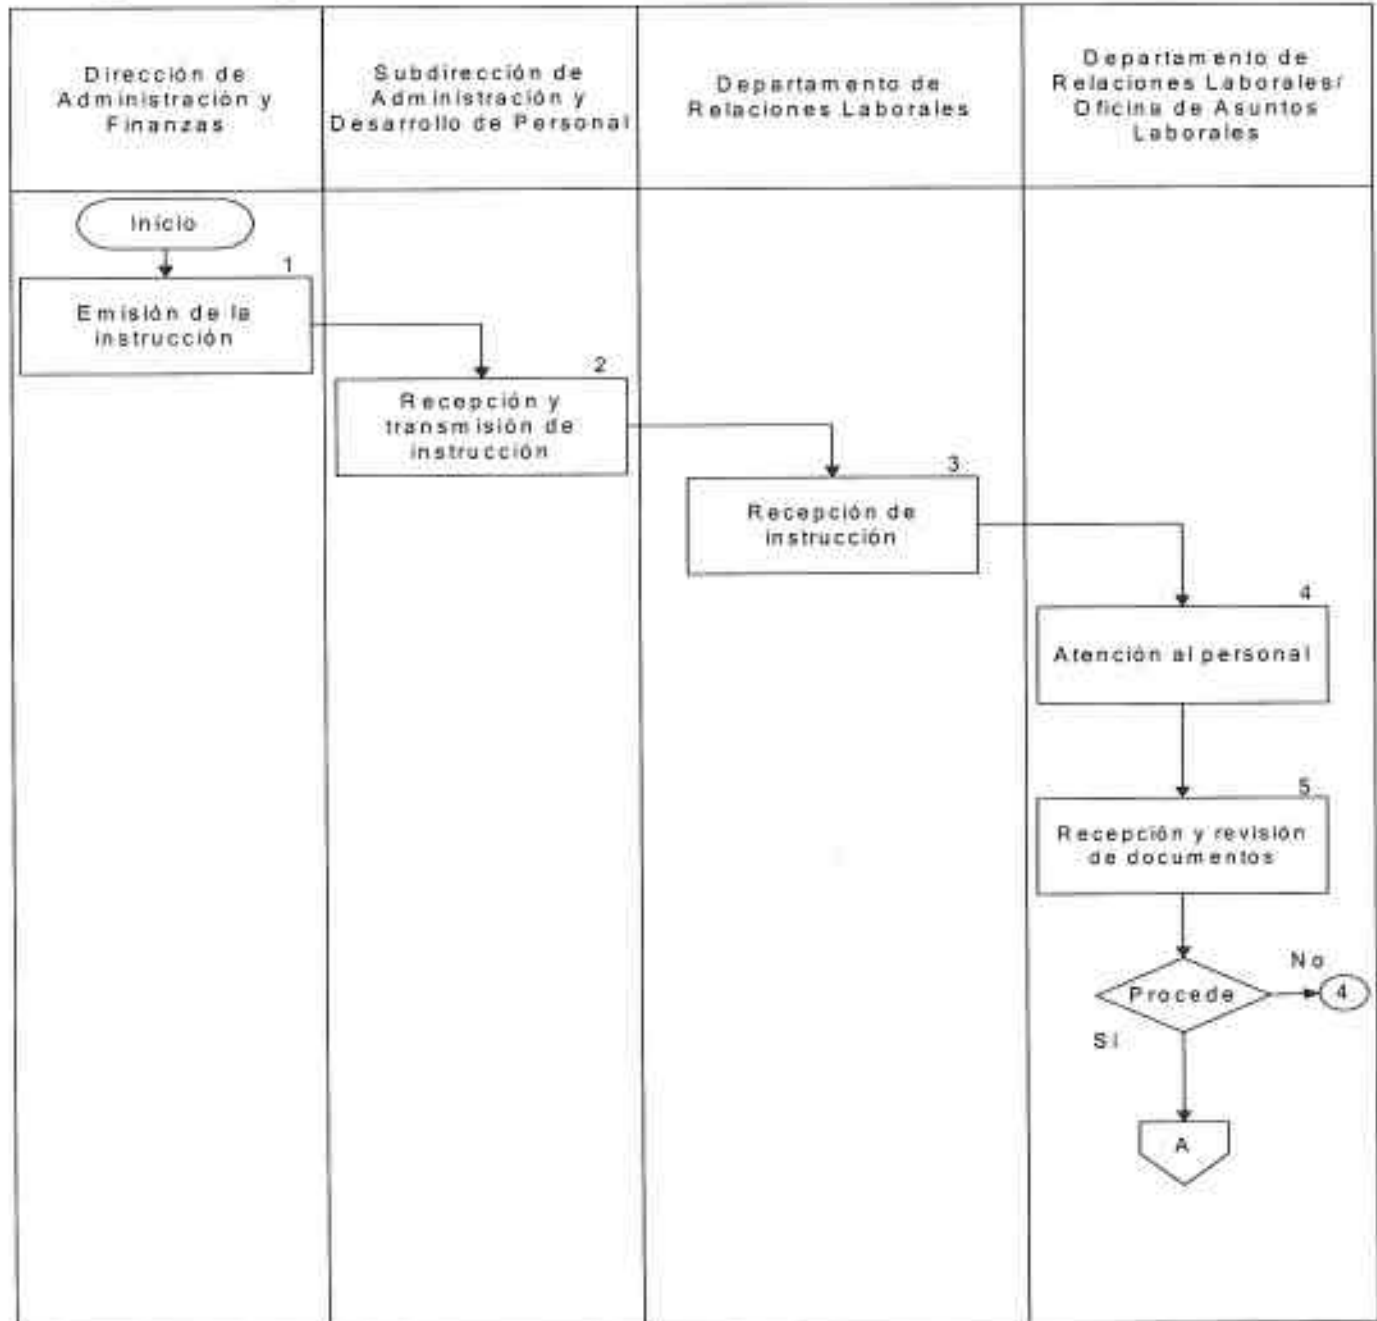 Dirección de
Administración y
Finanzas
Subdirección de
Administración y
Desarrollo de Personal
Departamento de
Relaciones Laborales
Departamento de
Relaciones Laborales/
Oficina de Asuntos
Laborales
Inicio
1
Emisión de la
instrucción
2
Recepción y
transmisión de
instrucción
3
Recepción de
instrucción
4
Atención al personal
5
Recepción y revisión
de documentos
Procede
No
4
Sí
A